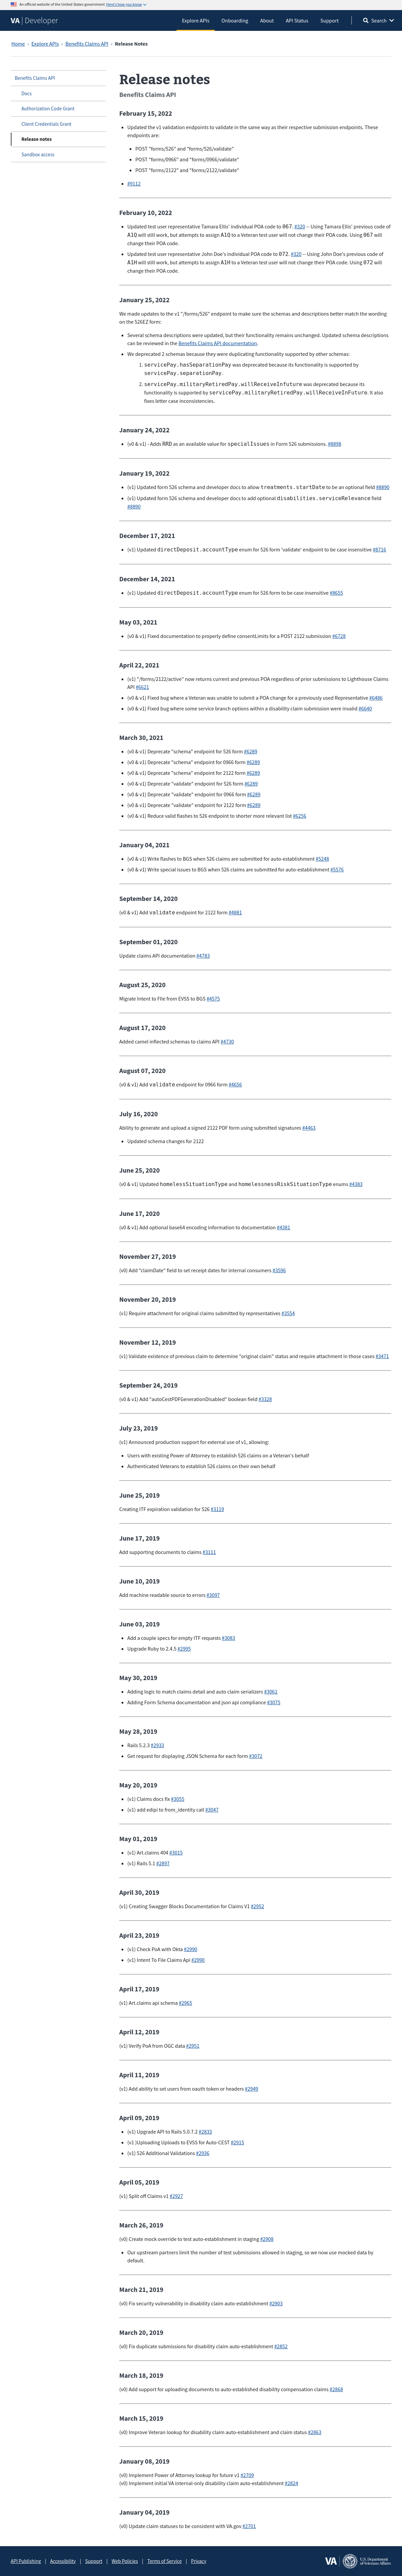 An official website of the United States government Here's how you know
VA | Developer
Explore APIs
Onboarding
About
API Status
Support
Search
Home › Explore APIs › Benefits Claims API › Release Notes
Benefits Claims API
Docs
Authorization Code Grant
Client Credentials Grant
Release notes
Sandbox access
Release notes
Benefits Claims API
February 15, 2022
Updated the v1 validation endpoints to validate in the same way as their respective submission endpoints. These
endpoints are:
POST "forms/526" and "forms/526/validate"
POST "forms/0966" and "forms/0966/validate"
POST "forms/2122" and "forms/2122/validate"
#9112
February 10, 2022
Updated test user representative Tamara Ellis' individual POA code to 067. #320 -- Using Tamara Ellis' previous code of
A1Q will still work, but attempts to assign A1Q to a Veteran test user will not change their POA code. Using 067 will
change their POA code.
Updated test user representative John Doe's individual POA code to 072. #320 -- Using John Doe's previous code of
A1H will still work, but attempts to assign A1H to a Veteran test user will not change their POA code. Using 072 will
change their POA code.
January 25, 2022
We made updates to the v1 "/forms/526" endpoint to make sure the schemas and descriptions better match the wording
on the 526EZ form:
Several schema descriptions were updated, but their functionality remains unchanged. Updated schema descriptions
can be reviewed in the Benefits Claims API documentation.
We deprecated 2 schemas because they were duplicating functionality supported by other schemas:
1. servicePay.hasSeparationPay was deprecated because its functionality is supported by
servicePay.separationPay.
2. servicePay.militaryRetiredPay.willReceiveInfuture was deprecated because its
functionality is supported by servicePay.militaryRetiredPay.willReceiveInFuture. It also
fixes letter case inconsistencies.
January 24, 2022
(v0 & v1) - Adds RRD as an available value for specialIssues in Form 526 submissions. #8898
January 19, 2022
(v1) Updated form 526 schema and developer docs to allow treatments.startDate to be an optional field #8890
(v1) Updated form 526 schema and developer docs to add optional disabilities.serviceRelevance field
#8890
December 17, 2021
(v1) Updated directDeposit.accountType enum for 526 form 'validate' endpoint to be case insensitive #8716
December 14, 2021
(v1) Updated directDeposit.accountType enum for 526 form to be case insensitive #8655
May 03, 2021
(v0 & v1) Fixed documentation to properly define consentLimits for a POST 2122 submission #6728
April 22, 2021
(v1) "/forms/2122/active" now returns current and previous POA regardless of prior submissions to Lighthouse Claims
API #6621
(v0 & v1) Fixed bug where a Veteran was unable to submit a POA change for a previously used Representative #6486
(v0 & v1) Fixed bug where some service branch options within a disability claim submission were invalid #6640
March 30, 2021
(v0 & v1) Deprecate "schema" endpoint for 526 form #6289
(v0 & v1) Deprecate "schema" endpoint for 0966 form #6289
(v0 & v1) Deprecate "schema" endpoint for 2122 form #6289
(v0 & v1) Deprecate "validate" endpoint for 526 form #6289
(v0 & v1) Deprecate "validate" endpoint for 0966 form #6289
(v0 & v1) Deprecate "validate" endpoint for 2122 form #6289
(v0 & v1) Reduce valid flashes to 526 endpoint to shorter more relevant list #6256
January 04, 2021
(v0 & v1) Write flashes to BGS when 526 claims are submitted for auto-establishment #5248
(v0 & v1) Write special issues to BGS when 526 claims are submitted for auto-establishment #5576
September 14, 2020
(v0 & v1) Add validate endpoint for 2122 form #4881
September 01, 2020
Update claims API documentation #4783
August 25, 2020
Migrate Intent to File from EVSS to BGS #4575
August 17, 2020
Added camel inflected schemas to claims API #4730
August 07, 2020
(v0 & v1) Add validate endpoint for 0966 form #4656
July 16, 2020
Ability to generate and upload a signed 2122 PDF form using submitted signatures #4463
Updated schema changes for 2122
June 25, 2020
(v0 & v1) Updated homelessSituationType and homelessnessRiskSituationType enums #4383
June 17, 2020
(v0 & v1) Add optional base64 encoding information to documentation #4381
November 27, 2019
(v0) Add "claimDate" field to set receipt dates for internal consumers #3596
November 20, 2019
(v1) Require attachment for original claims submitted by representatives #3554
November 12, 2019
(v1) Validate existence of previous claim to determine "original claim" status and require attachment in those cases #3471
September 24, 2019
(v0 & v1) Add "autoCestPDFGenerationDisabled" boolean field #3328
July 23, 2019
(v1) Announced production support for external use of v1, allowing:
Users with existing Power of Attorney to establish 526 claims on a Veteran's behalf
Authenticated Veterans to establish 526 claims on their own behalf
June 25, 2019
Creating ITF expiration validation for 526 #3119
June 17, 2019
Add supporting documents to claims #3111
June 10, 2019
Add machine readable source to errors #3097
June 03, 2019
Add a couple specs for empty ITF requests #3083
Upgrade Ruby to 2.4.5 #2995
May 30, 2019
Adding logic to match claims detail and auto claim serializers #3061
Adding Form Schema documentation and json api compliance #3075
May 28, 2019
Rails 5.2.3 #2933
Get request for displaying JSON Schema for each form #3072
May 20, 2019
(v1) Claims docs fix #3055
(v1) add edipi to from_identity call #3047
May 01, 2019
(v1) Art.claims 404 #3015
(v1) Rails 5.1 #2897
April 30, 2019
(v1) Creating Swagger Blocks Documentation for Claims V1 #2952
April 23, 2019
(v1) Check PoA with Okta #2990
(v1) Intent To File Claims Api #2990
April 17, 2019
(v1) Art.claims api schema #2965
April 12, 2019
(v1) Verify PoA from OGC data #2951
April 11, 2019
(v1) Add ability to set users from oauth token or headers #2949
April 09, 2019
(v1) Upgrade API to Rails 5.0.7.2 #2833
(v1 )Uploading Uploads to EVSS for Auto-CEST #2915
(v1) 526 Additional Validations #2936
April 05, 2019
(v1) Split off Claims v1 #2927
March 26, 2019
(v0) Create mock override to test auto-establishment in staging #2908
Our upstream partners limit the number of test submissions allowed in staging, so we now use mocked data by
default.
March 21, 2019
(v0) Fix security vulnerability in disability claim auto-establishment #2903
March 20, 2019
(v0) Fix duplicate submissions for disability claim auto-establishment #2852
March 18, 2019
(v0) Add support for uploading documents to auto-established disability compensation claims #2868
March 15, 2019
(v0) Improve Veteran lookup for disability claim auto-establishment and claim status #2863
March 08, 2019
(v0) Implement Power of Attorney lookup for future v1 #2709
(v0) Implement initial VA internal-only disability claim auto-establishment #2824
March 04, 2019
(v0) Update claim statuses to be consistent with VA.gov #2701
API Publishing | Accessibility | Support | Web Policies | Terms of Service | Privacy
VA | U.S. Department
of Veterans Affairs